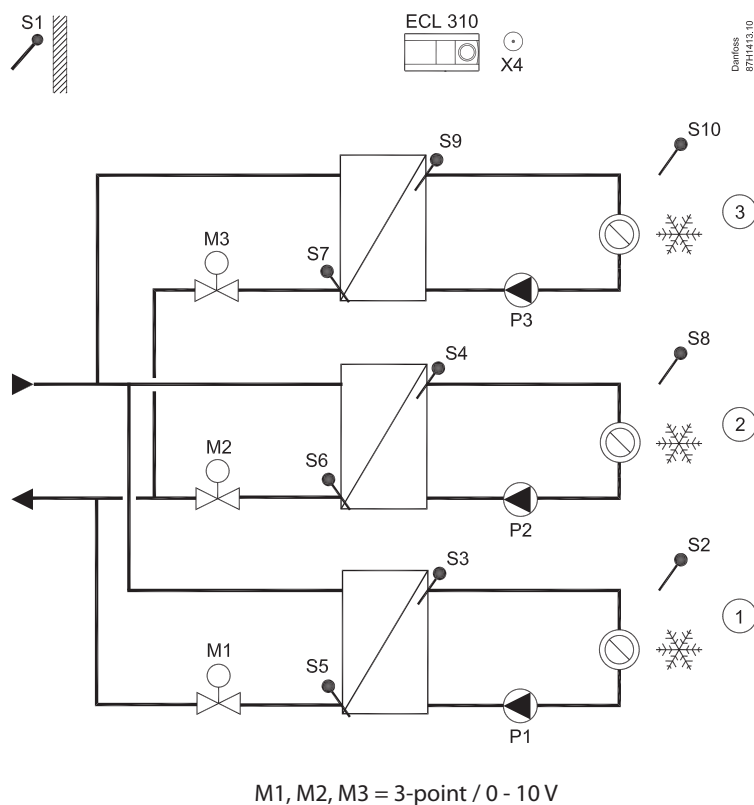 S1
ECL 310
X4
Danfoss
87H1413.10
S9
S10
3
M3
S7
P3
S4
S8
2
M2
S6
P2
S3
S2
1
M1
S5
P1
M1, M2, M3 = 3-point / 0 - 10 V